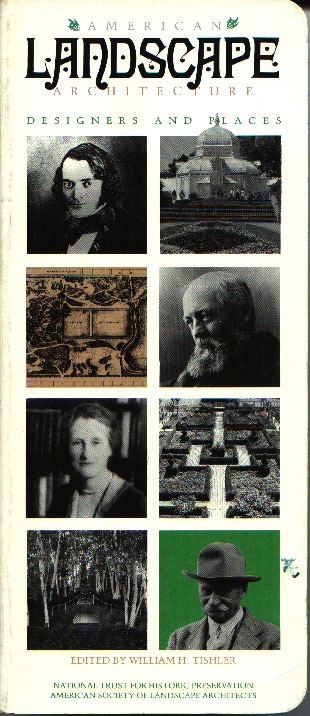 AMERICAN
LANDSCAPE
ARCHITECTURE
DESIGNERS AND PLACES
EDITED BY WILLIAM H. TISHLER
NATIONAL TRUST FOR HISTORIC PRESERVATION
AMERICAN SOCIETY OF LANDSCAPE ARCHITECTS